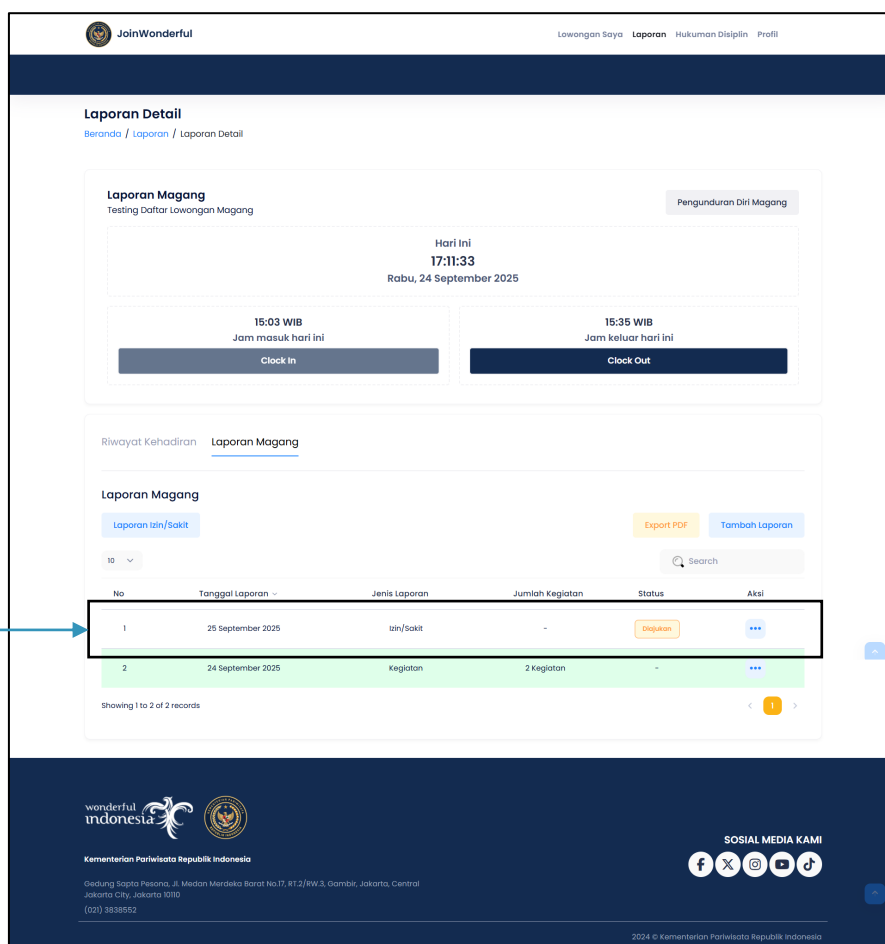 JoinWonderful
Lowongan Saya Laporan Hukuman Disiplin Profil
Laporan Detail
Beranda / Laporan / Laporan Detail
Laporan Magang
Testing Daftar Lowongan Magang
Pengunduran Diri Magang
Hari Ini
17:11:33
Rabu, 24 September 2025
15:03 WIB
Jam masuk hari ini
Clock In
15:35 WIB
Jam keluar hari ini
Clock Out
Riwayat Kehadiran Laporan Magang
Laporan Magang
Laporan Izin/Sakit Export PDF Tambah Laporan
10 Search
No Tanggal Laporan Jenis Laporan Jumlah Kegiatan Status Aksi
1 25 September 2025 Izin/Sakit - Diajukan •••
2 24 September 2025 Kegiatan 2 Kegiatan - •••
Showing 1 to 2 of 2 records < 1 >
wonderful
indonesia
SOSIAL MEDIA KAMI
Kementerian Pariwisata Republik Indonesia
Gedung Sapta Pesona, Jl. Medan Merdeka Barat No.17, RT.2/RW.3, Gambir, Jakarta, Central
Jakarta City, Jakarta 10110
(021) 3838552
2024 © Kementerian Pariwisata Republik Indonesia